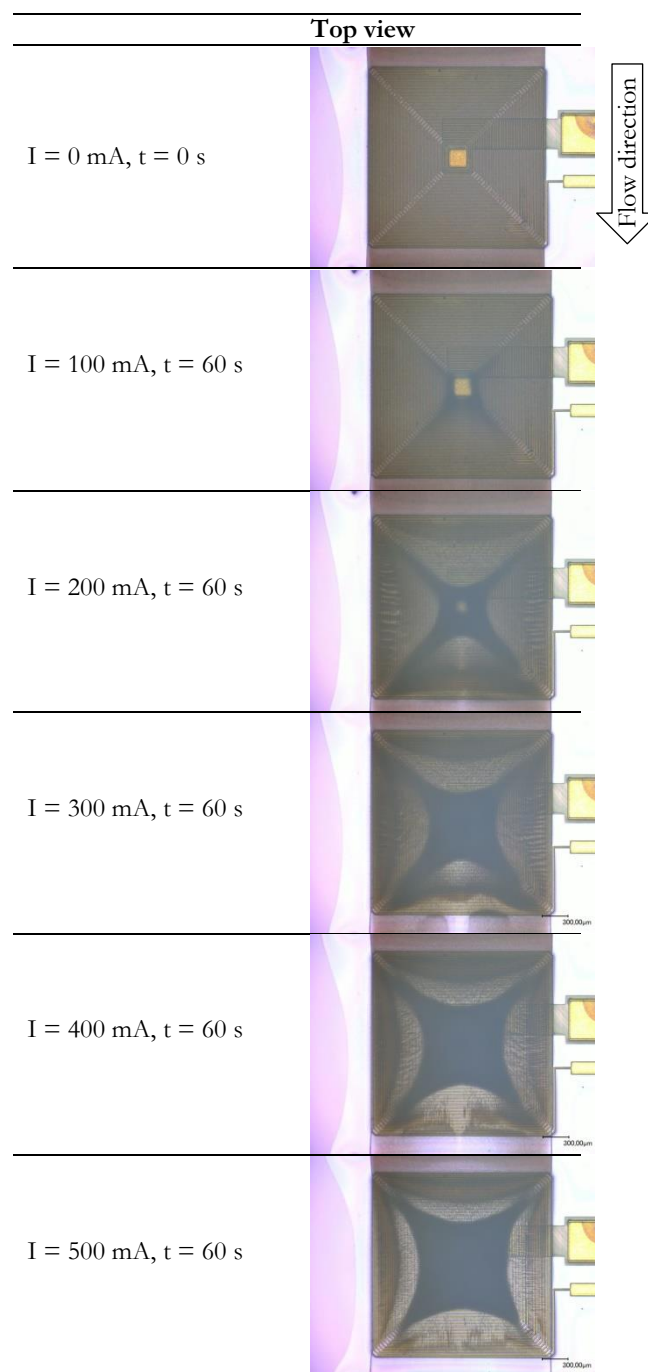 Top view
I = 0 mA, t = 0 s
Flow direction
I = 100 mA, t = 60 s
I = 200 mA, t = 60 s
I = 300 mA, t = 60 s
300,00µm
I = 400 mA, t = 60 s
300,00µm
I = 500 mA, t = 60 s
300,00µm